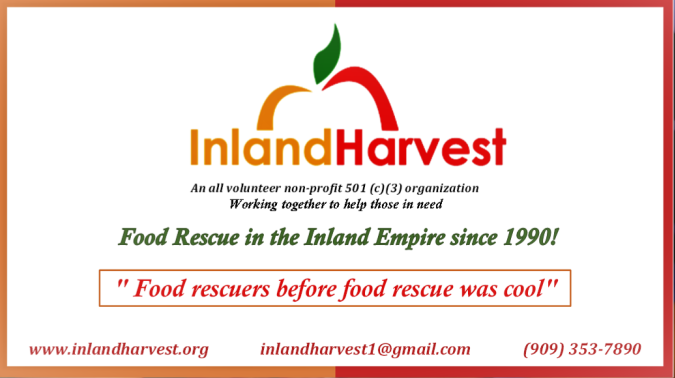 InlandHarvest
An all volunteer non-profit 501 (c)(3) organization
Working together to help those in need
Food Rescue in the Inland Empire since 1990!
" Food rescuers before food rescue was cool"
www.inlandharvest.org inlandharvest1@gmail.com (909) 353-7890